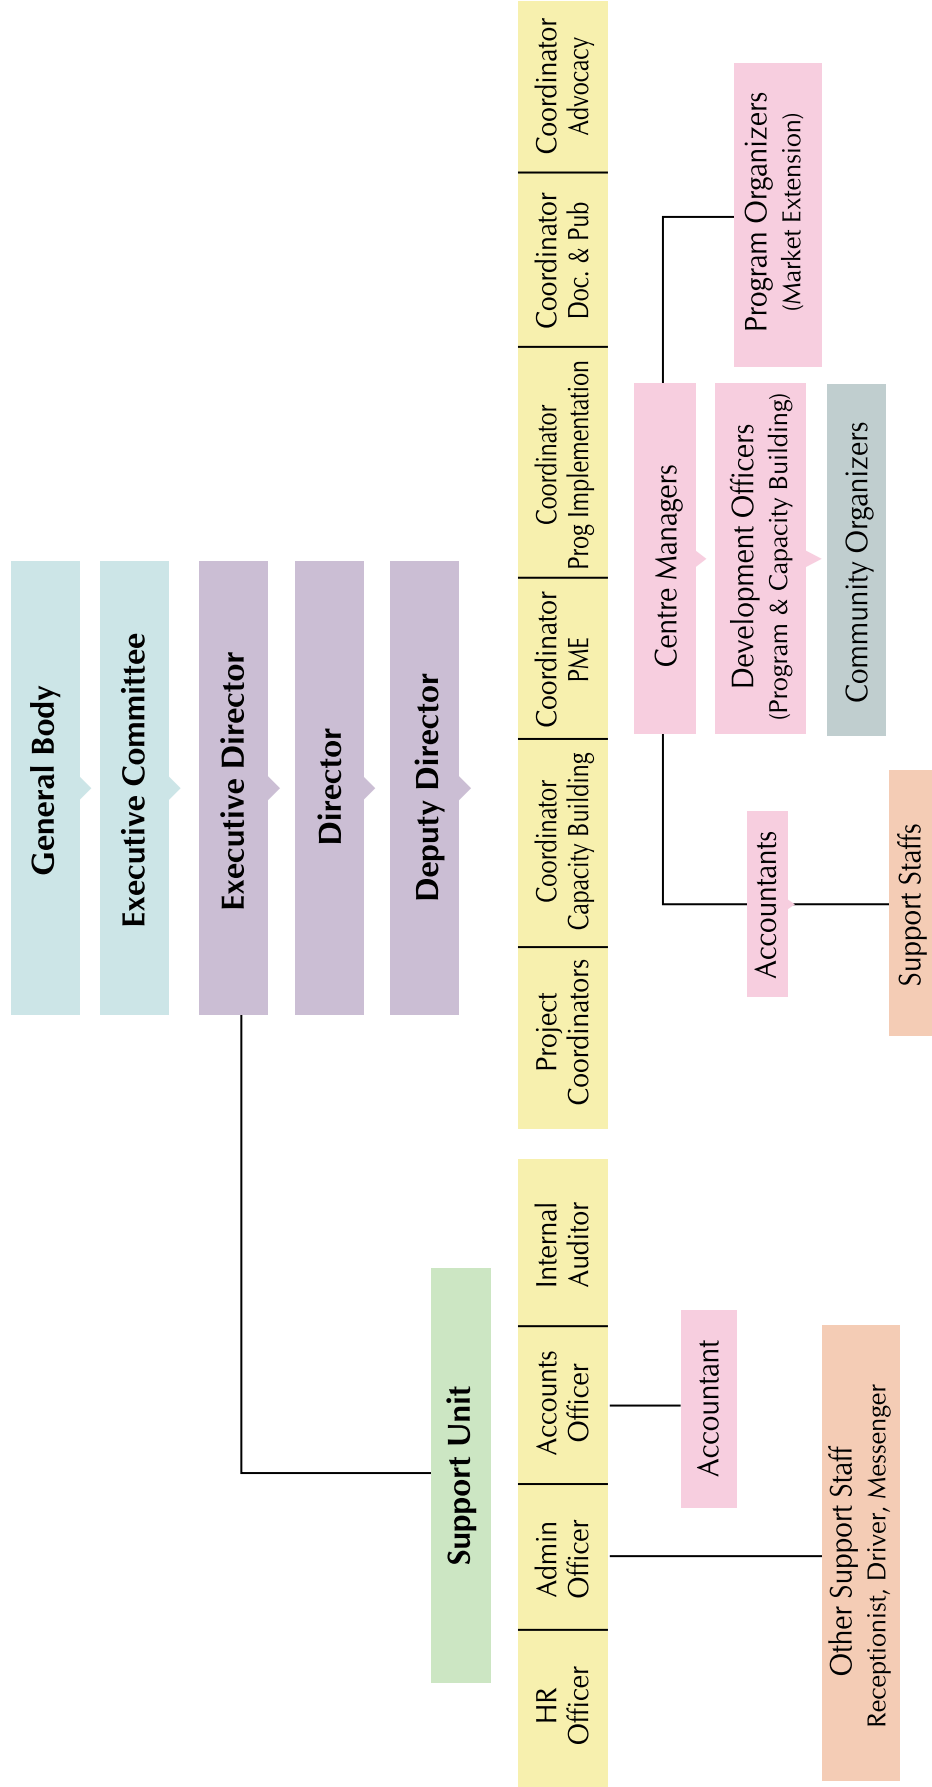 General Body
Executive Committee
Executive Director
Director
Deputy Director
Support Unit
HR
Officer
Admin
Officer
Accounts
Officer
Internal
Auditor
Project
Coordinators
Coordinator
Capacity Building
Coordinator
PME
Coordinator
Prog Implementation
Coordinator
Doc. & Pub
Coordinator
Advocacy
Centre Managers
Accountant
Accountants
Development Officers
(Program & Capacity Building)
Program Organizers
(Market Extension)
Other Support Staff
Receptionist, Driver, Messenger
Community Organizers
Support Staffs